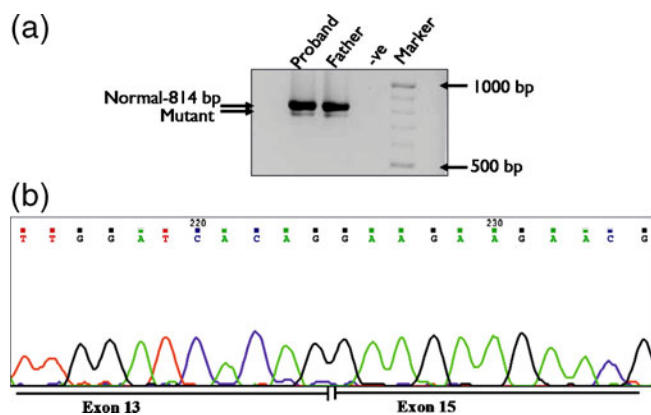 (a)
Proband Father -ve Marker
Normal-814 bp
Mutant
1000 bp
500 bp
(b)
220 230
T T G G A T C A C A G G A A G A A G A A C G
Exon 13 Exon 15